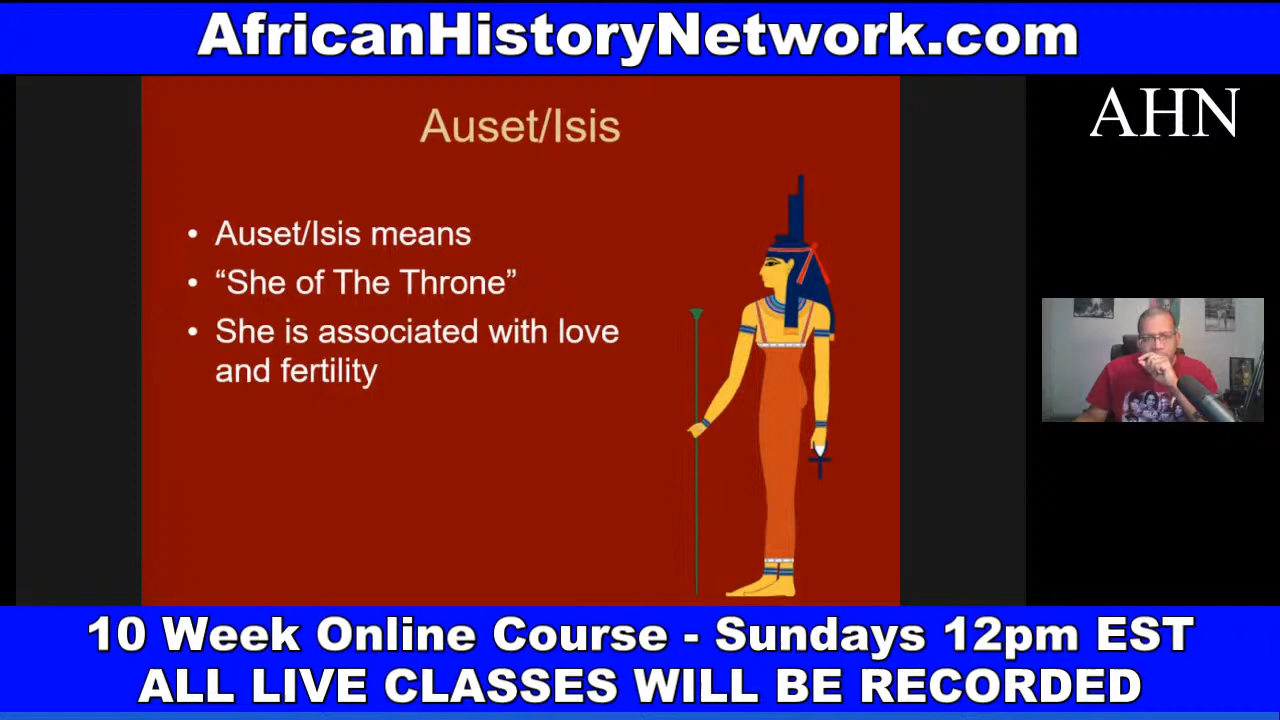 AfricanHistoryNetwork.com
AHN
Auset/Isis
• Auset/Isis means
• “She of The Throne”
• She is associated with love
and fertility
10 Week Online Course - Sundays 12pm EST
ALL LIVE CLASSES WILL BE RECORDED